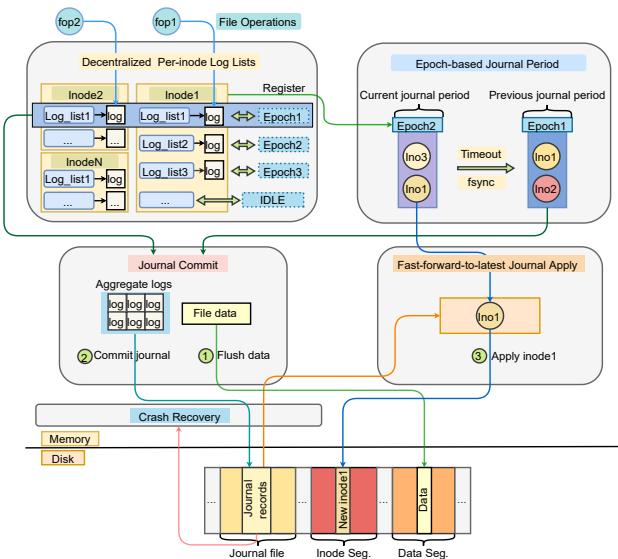 fop2
fop1
File Operations
Decentralized Per-inode Log Lists
Inode2
Inode1
Register
Log_list1
log
Log_list1
log
Epoch1
...
...
Log_list2
log
Epoch2
InodeN
Log_list3
log
Epoch3
Log_list1
log
...
...
...
IDLE
Epoch-based Journal Period
Current journal period
Previous journal period
Epoch2
Epoch1
Ino3
Timeout
Ino1
fsync
Ino1
Ino2
Journal Commit
Aggregate logs
log log log
log log log
File data
2 Commit journal
1 Flush data
Fast-forward-to-latest Journal Apply
Ino1
3 Apply inode1
Crash Recovery
Memory
Disk
...
Journal
records
...
New inode1
...
Data
...
Journal file
Inode Seg.
Data Seg.